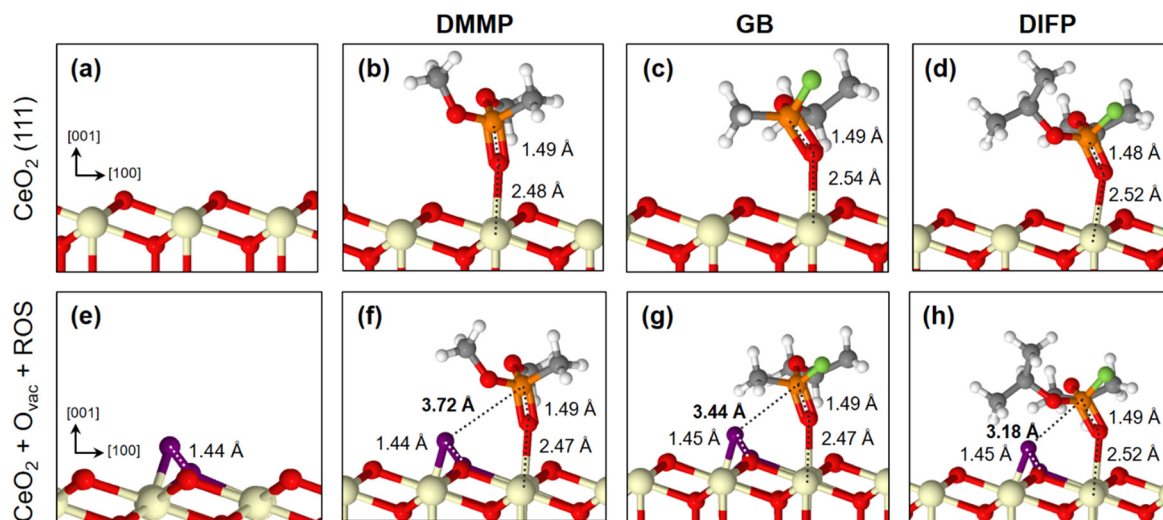 DMMP
GB
DIFP
CeO2 (111)
(a)
[001]
[100]
(b)
1.49 Å
2.48 Å
(c)
1.49 Å
2.54 Å
(d)
1.48 Å
2.52 Å
CeO2 + Ovac + ROS
(e)
[001]
[100]
1.44 Å
(f)
3.72 Å
1.49 Å
1.44 Å
2.47 Å
(g)
3.44 Å
1.49 Å
1.45 Å
2.47 Å
(h)
3.18 Å
1.49 Å
1.45 Å
2.52 Å